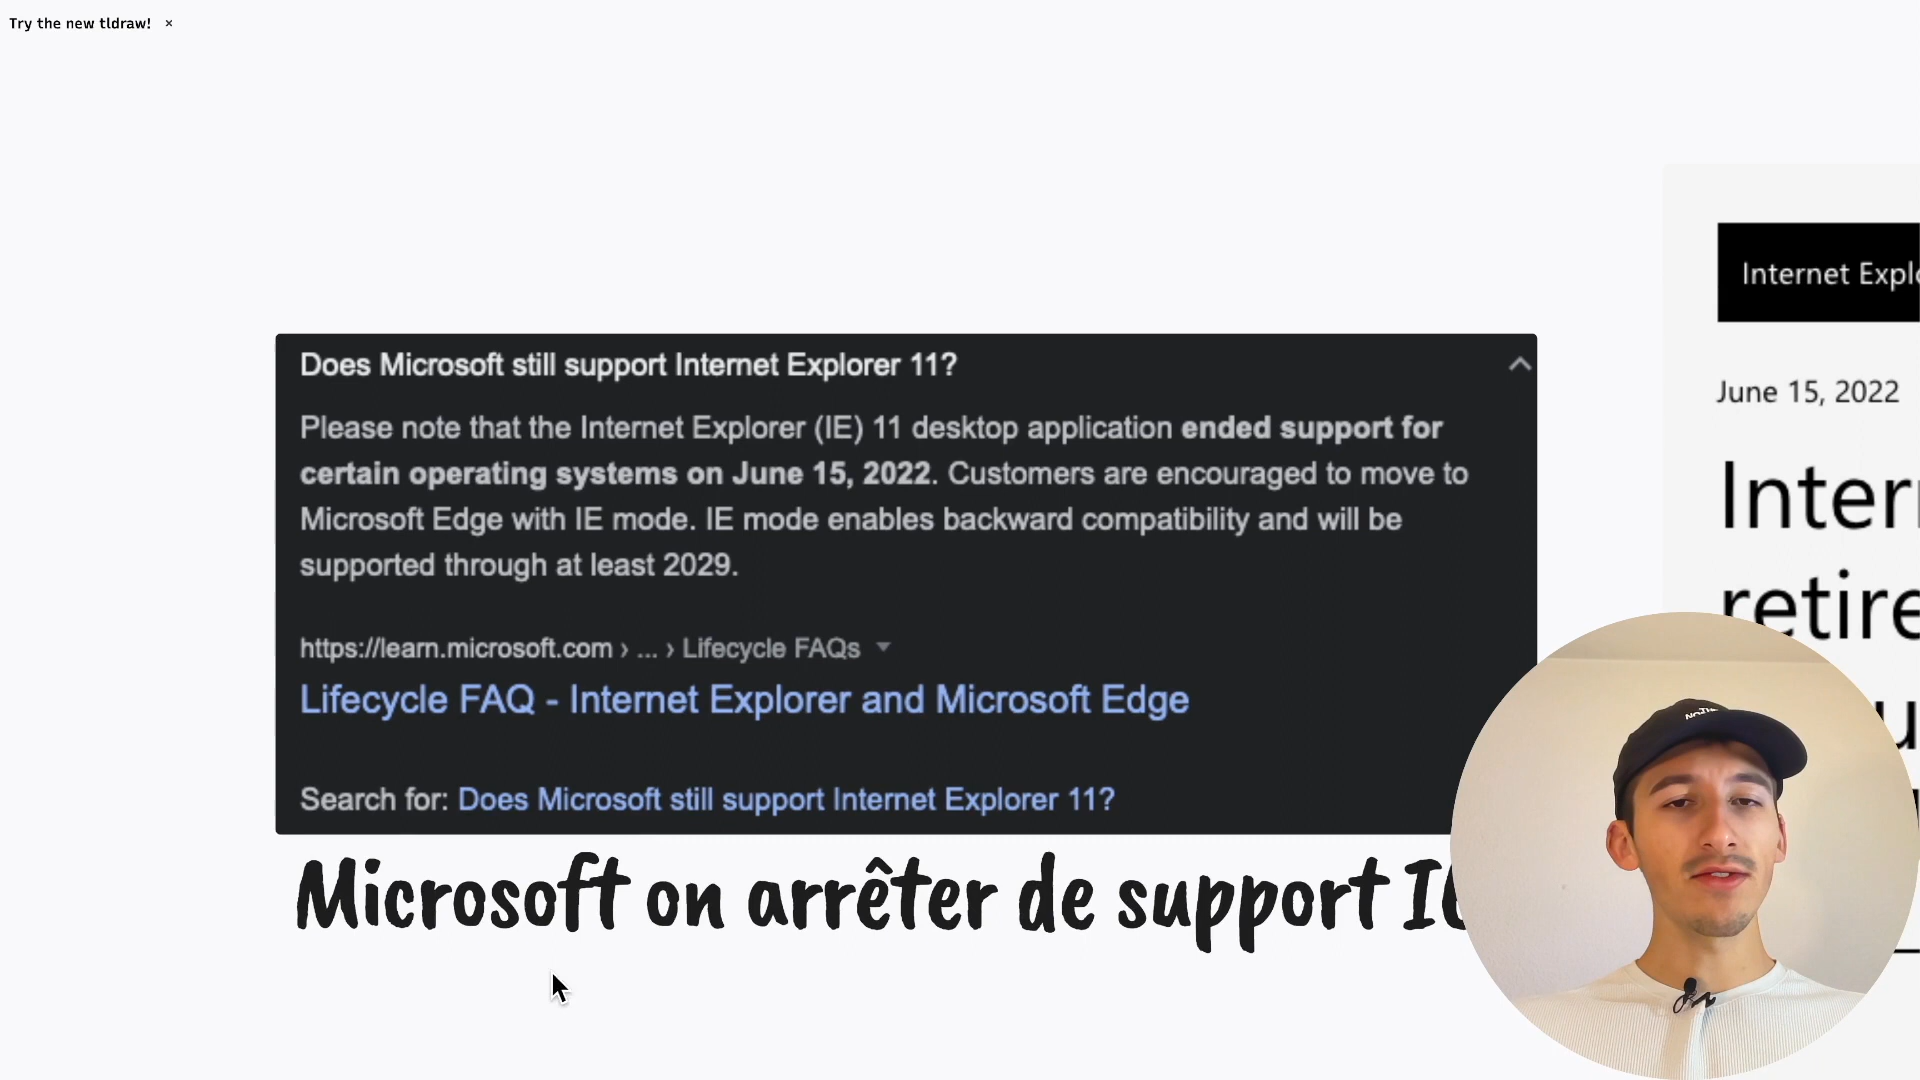 Try the new tldraw! ×
Does Microsoft still support Internet Explorer 11?
Please note that the Internet Explorer (IE) 11 desktop application ended support for
certain operating systems on June 15, 2022. Customers are encouraged to move to
Microsoft Edge with IE mode. IE mode enables backward compatibility and will be
supported through at least 2029.
https://learn.microsoft.com › ... › Lifecycle FAQs
Lifecycle FAQ - Internet Explorer and Microsoft Edge
Search for: Does Microsoft still support Internet Explorer 11?
Microsoft on arrêter de support
Internet
June 15, 2022